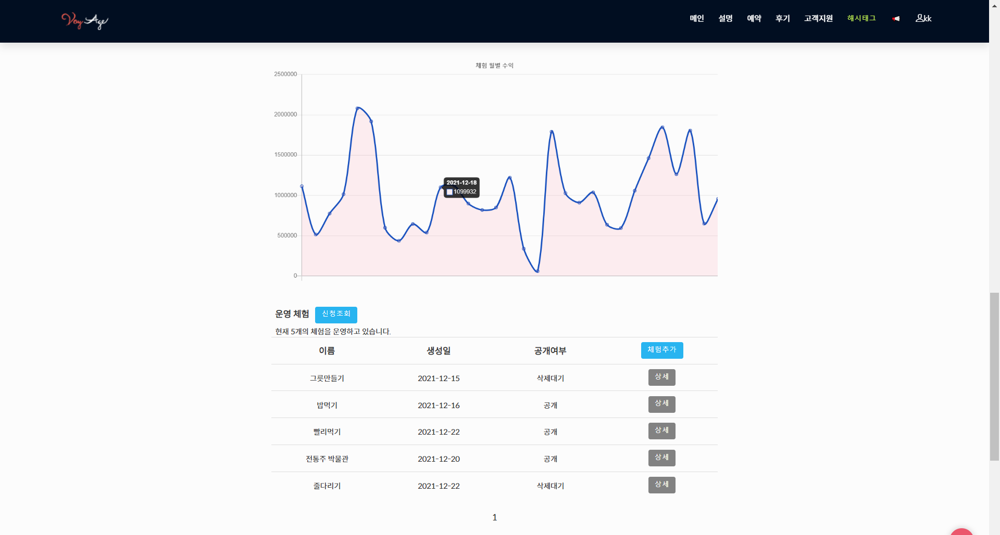 VoyAge
메인 설명 예약 후기 고객지원 해시태그 kk
체험 월별 수익
2500000
2000000
1500000
1000000
500000
0
2021-12-18
1099932
운영 체험 신청조회
현재 5개의 체험을 운영하고 있습니다.
이름 생성일 공개여부 체험추가
그릇만들기 2021-12-15 삭제대기 상세
밥먹기 2021-12-16 공개 상세
빨리먹기 2021-12-22 공개 상세
전통주 박물관 2021-12-20 공개 상세
줄다리기 2021-12-22 삭제대기 상세
1